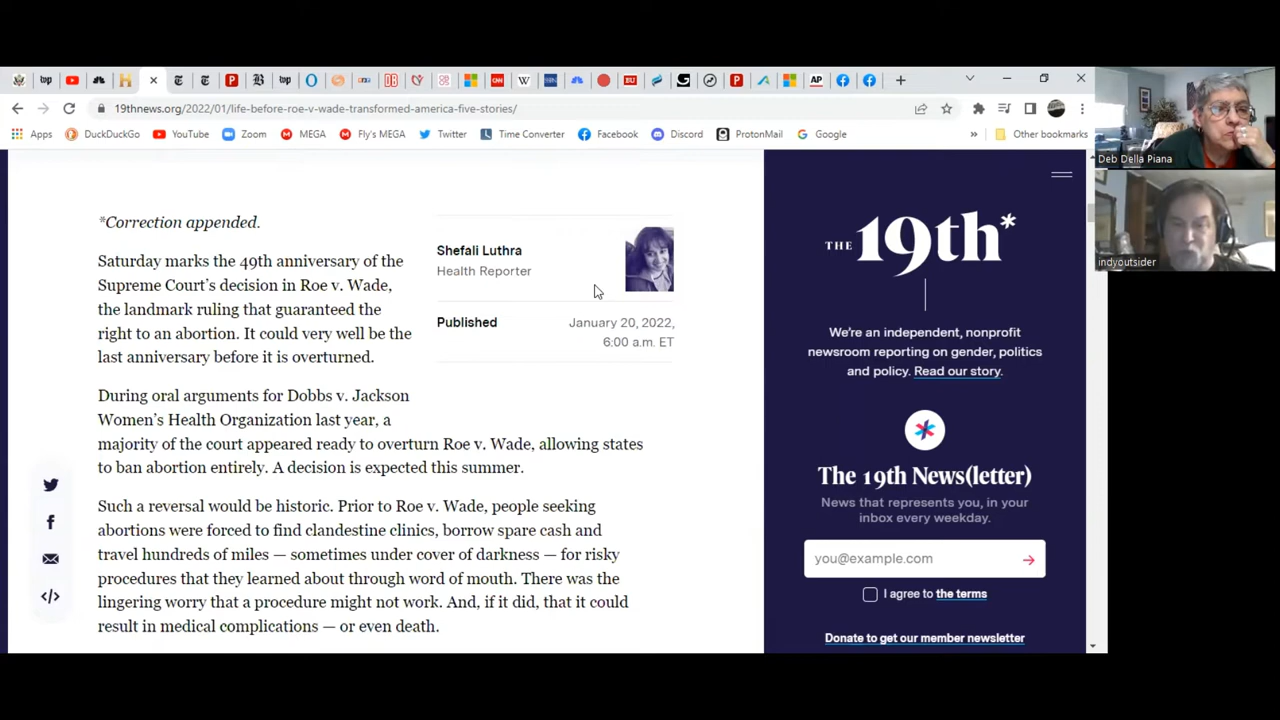 19thnews.org/2022/01/life-before-roe-v-wade-transformed-america-five-stories/
Apps DuckDuckGo YouTube Zoom MEGA Fly's MEGA Twitter Time Converter Facebook Discord ProtonMail Google » Other bookmarks
*Correction appended.
Saturday marks the 49th anniversary of the
Supreme Court’s decision in Roe v. Wade,
the landmark ruling that guaranteed the
right to an abortion. It could very well be the
last anniversary before it is overturned.
Shefali Luthra
Health Reporter
Published January 20, 2022,
6:00 a.m. ET
During oral arguments for Dobbs v. Jackson
Women’s Health Organization last year, a
majority of the court appeared ready to overturn Roe v. Wade, allowing states
to ban abortion entirely. A decision is expected this summer.
Such a reversal would be historic. Prior to Roe v. Wade, people seeking
abortions were forced to find clandestine clinics, borrow spare cash and
travel hundreds of miles — sometimes under cover of darkness — for risky
procedures that they learned about through word of mouth. There was the
lingering worry that a procedure might not work. And, if it did, that it could
result in medical complications — or even death.
THE 19th*
We’re an independent, nonprofit
newsroom reporting on gender, politics
and policy. Read our story.
The 19th News(letter)
News that represents you, in your
inbox every weekday.
you@example.com
I agree to the terms
Donate to get our member newsletter
Deb Della Piana
indyoutsider